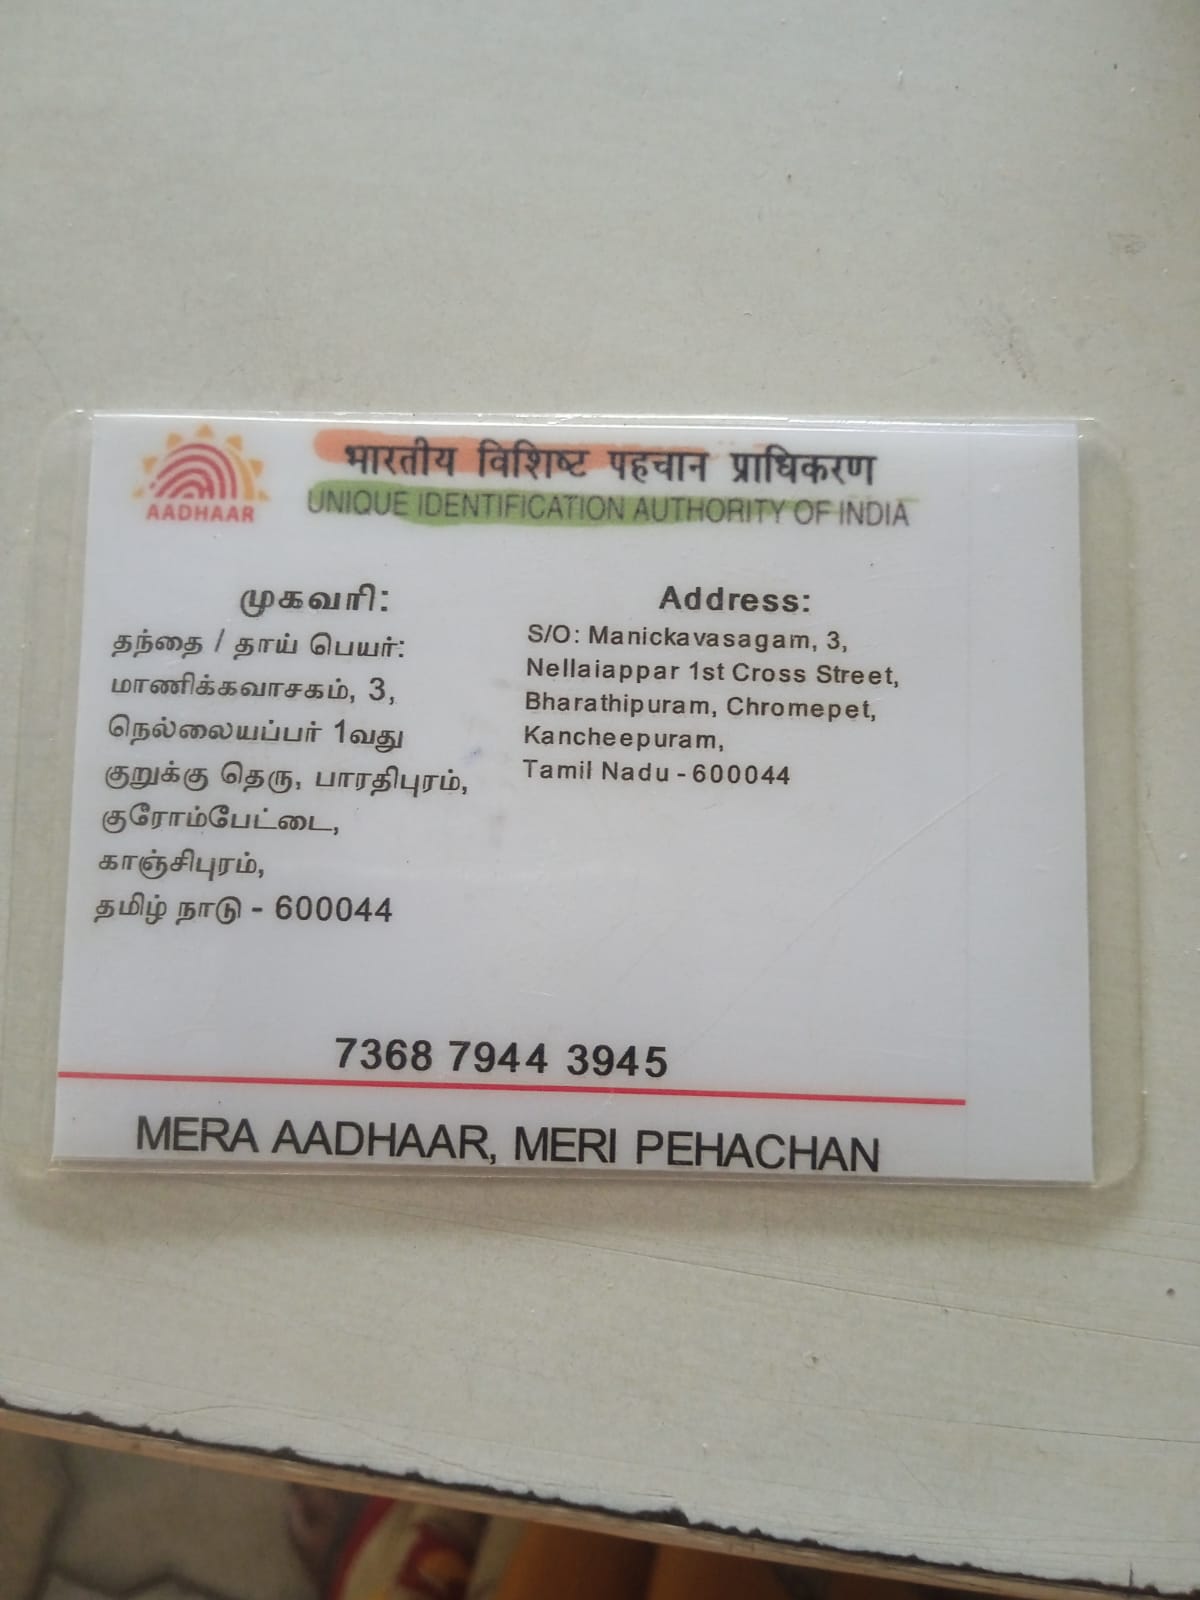 AADHAAR
भारतीय विशिष्ट पहचान प्राधिकरण
UNIQUE IDENTIFICATION AUTHORITY OF INDIA
முகவரி:
தந்தை / தாய் பெயர்:
மாணிக்கவாசகம், 3,
நெல்லையப்பர் 1வது
குறுக்கு தெரு, பாரதிபுரம்,
குரோம்பேட்டை,
காஞ்சிபுரம்,
தமிழ் நாடு - 600044
Address:
S/O: Manickavasagam, 3,
Nellaiappar 1st Cross Street,
Bharathipuram, Chromepet,
Kancheepuram,
Tamil Nadu - 600044
7368 7944 3945
MERA AADHAAR, MERI PEHACHAN